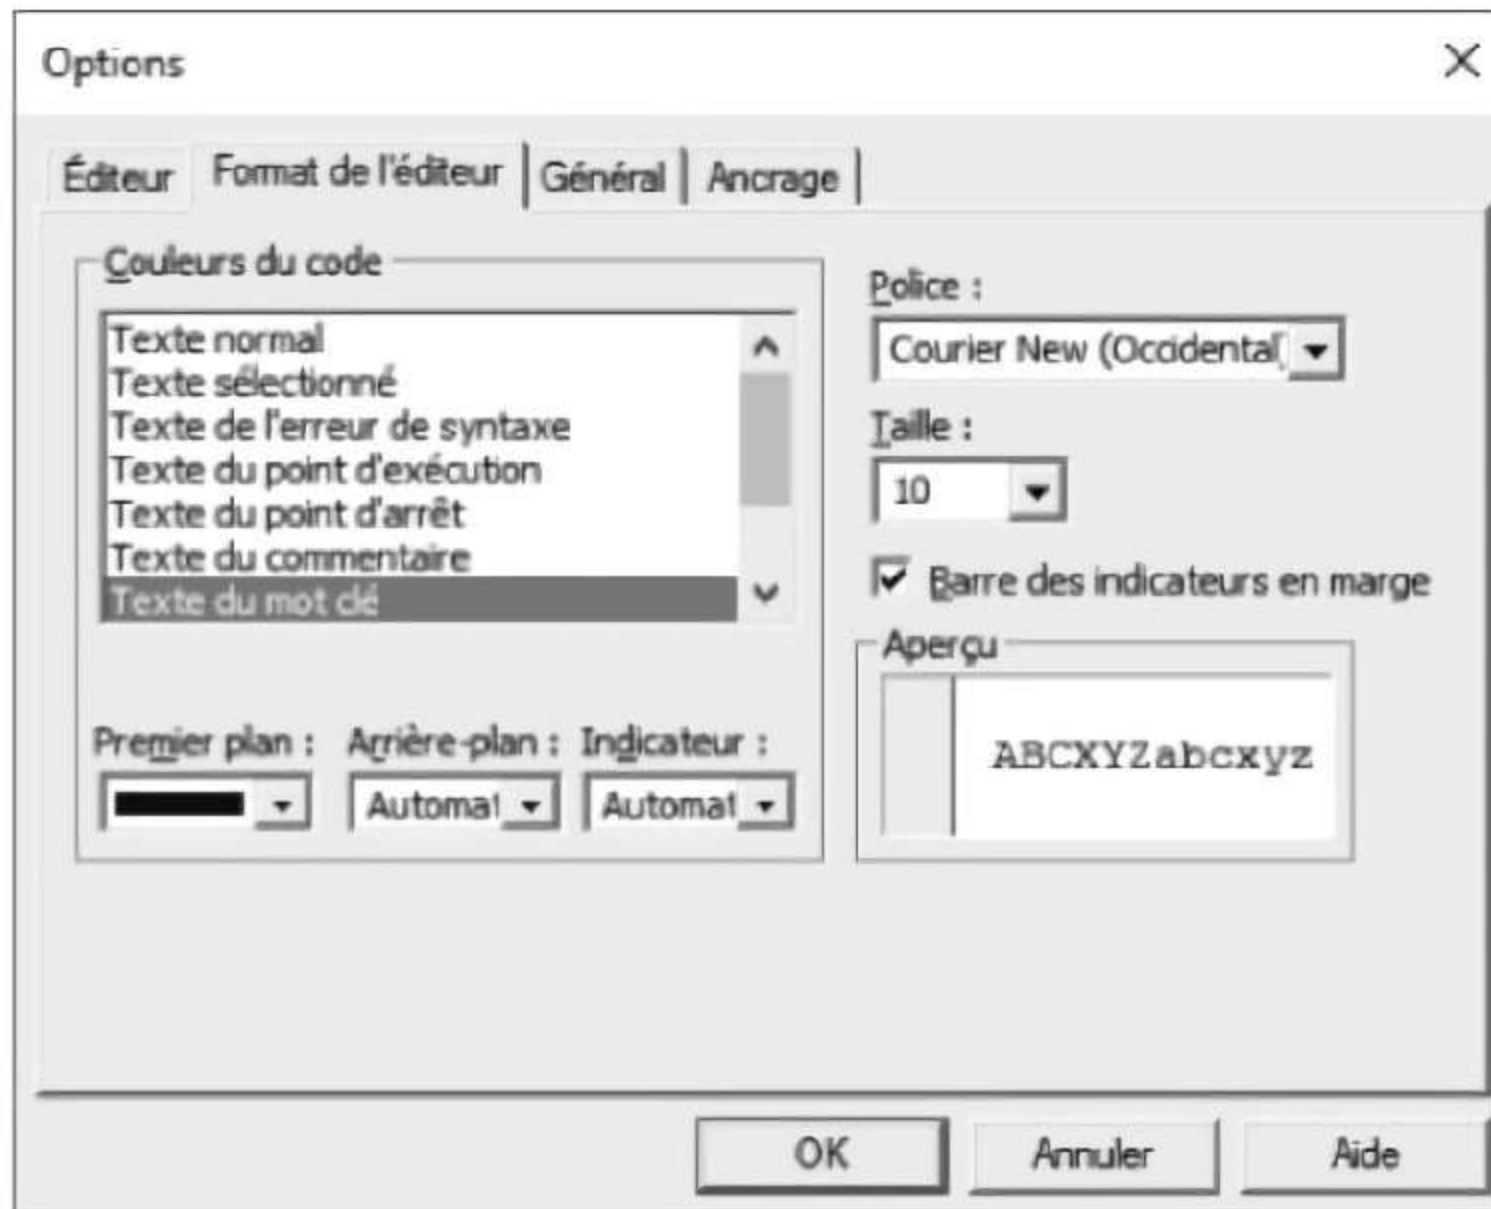 Options
Éditeur
Format de l'éditeur
Général
Ancrage
Couleurs du code
Texte normal
Texte sélectionné
Texte de l'erreur de syntaxe
Texte du point d'exécution
Texte du point d'arrêt
Texte du commentaire
Texte du mot clé
Premier plan :
Arrière-plan :
Indicateur :
Automat
Automat
Police :
Courier New (Occidental)
Taille :
10
Barre des indicateurs en marge
Aperçu
ABCXYZabcxyz
OK
Annuler
Aide